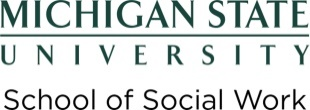 MICHIGAN STATE
UNIVERSITY
School of Social Work